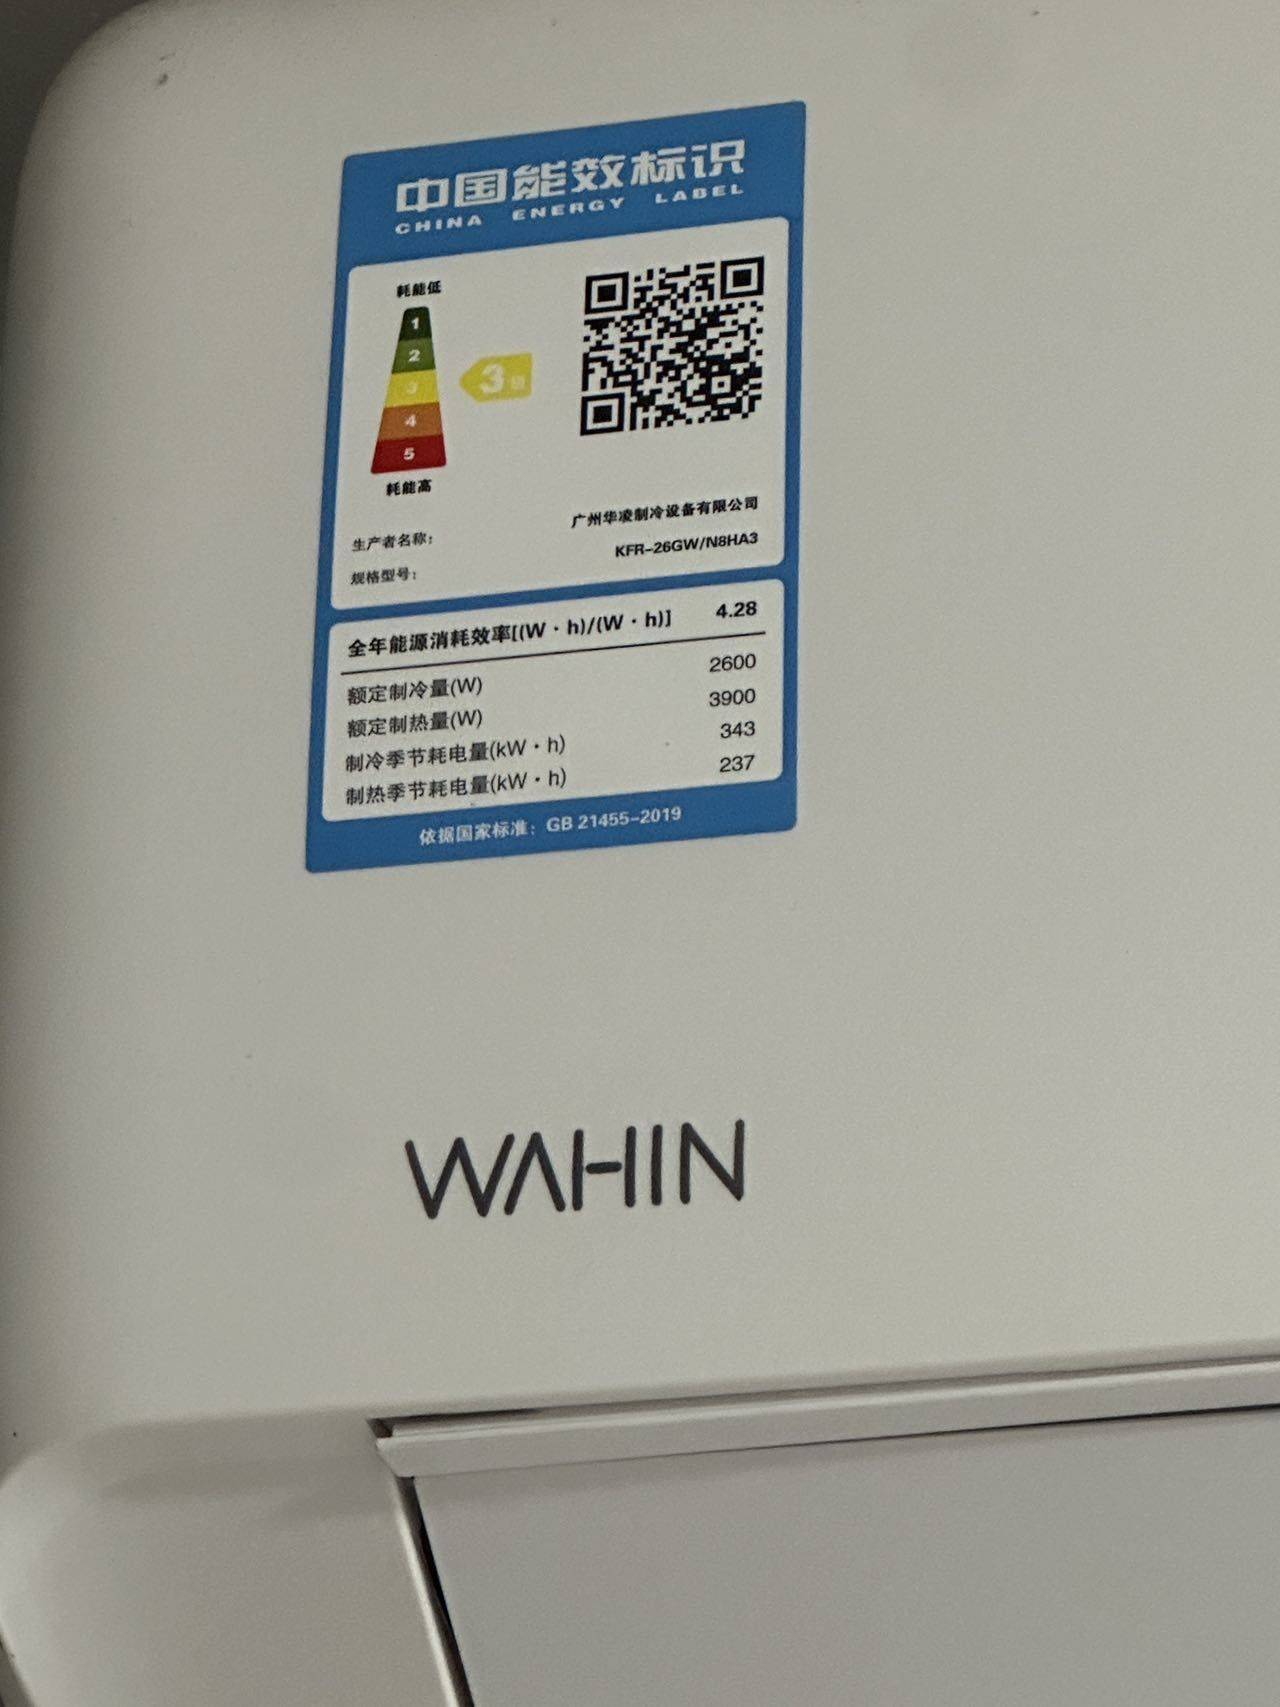 中国能效标识
CHINA ENERGY LABEL
耗能低
1
2
3
4
5
3级
耗能高
生产者名称: 广州华凌制冷设备有限公司
规格型号: KFR-26GW/N8HA3
全年能源消耗效率[(W·h)/(W·h)] 4.28
额定制冷量(W) 2600
额定制热量(W) 3900
制冷季节耗电量(kW·h) 343
制热季节耗电量(kW·h) 237
依据国家标准: GB 21455-2019
WAHIN